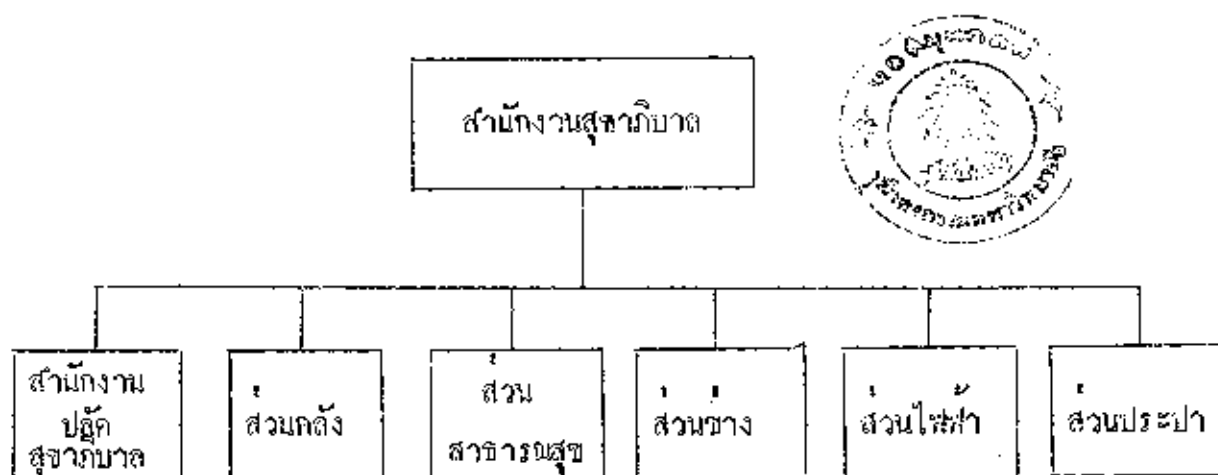 สำนักงานสุขาภิบาล
สำนักงาน
ปลัด
สุขาภิบาล
ส่วนคลัง
ส่วน
สาธารณสุข
ส่วนช่าง
ส่วนไฟฟ้า
ส่วนประปา